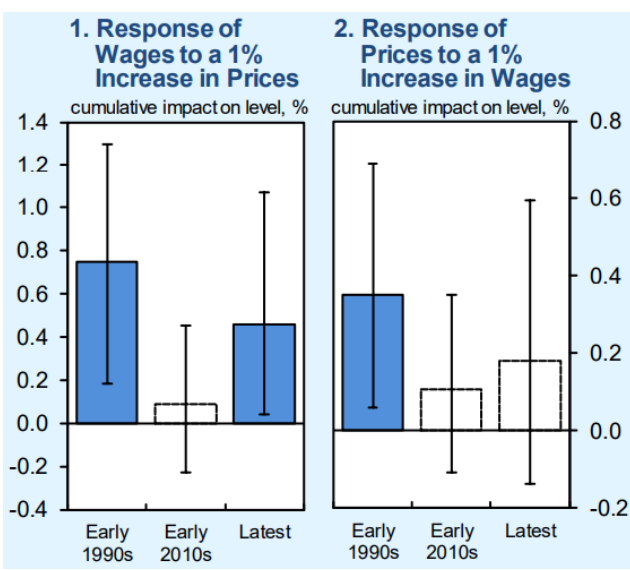 1. Response of
Wages to a 1%
Increase in Prices
cumulative impact on level, %
1.4
1.2
1.0
0.8
0.6
0.4
0.2
0.0
-0.2
-0.4
Early
1990s
Early
2010s
Latest
2. Response of
Prices to a 1%
Increase in Wages
cumulative impact on level, %
0.8
0.6
0.4
0.2
0.0
-0.2
Early
1990s
Early
2010s
Latest